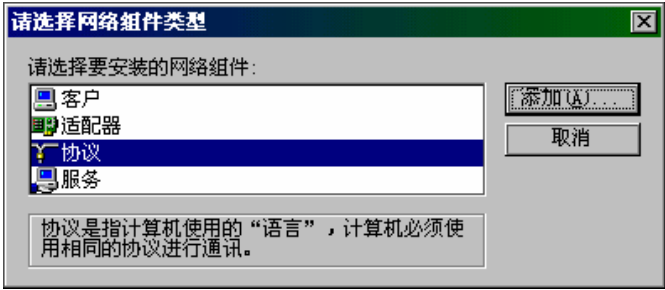 请选择网络组件类型
请选择要安装的网络组件:
客户
适配器
协议
服务
添加(A)...
取消
协议是指计算机使用的“语言”，计算机必须使
用相同的协议进行通讯。